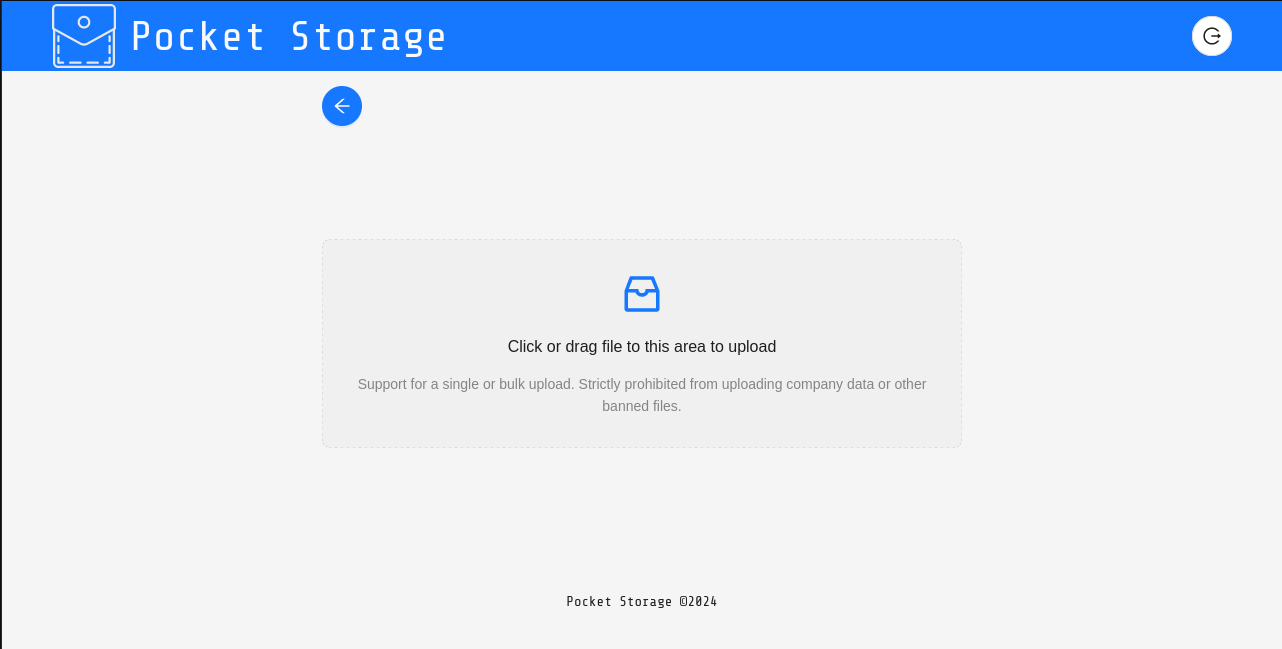 Pocket Storage
Click or drag file to this area to upload
Support for a single or bulk upload. Strictly prohibited from uploading company data or other
banned files.
Pocket Storage ©2024